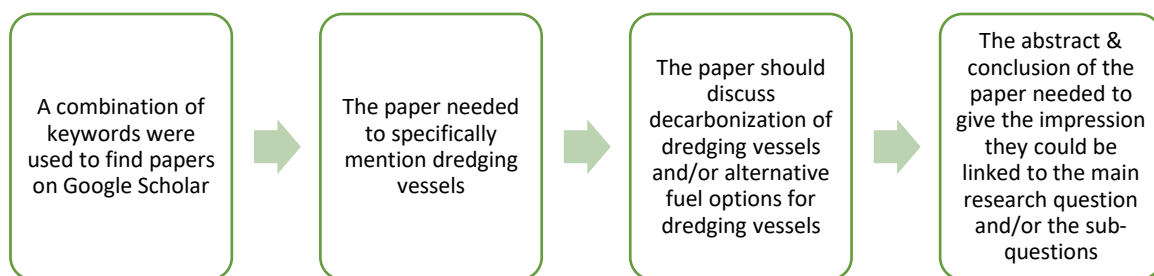 A combination of
keywords were
used to find papers
on Google Scholar
The paper needed
to specifically
mention dredging
vessels
The paper should
discuss
decarbonization of
dredging vessels
and/or alternative
fuel options for
dredging vessels
The abstract &
conclusion of the
paper needed to
give the impression
they could be
linked to the main
research question
and/or the sub-
questions